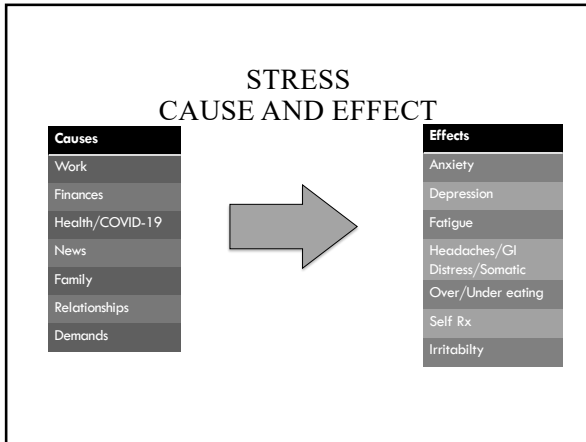 STRESS
CAUSE AND EFFECT
Causes
Work
Finances
Health/COVID-19
News
Family
Relationships
Demands
Effects
Anxiety
Depression
Fatigue
Headaches/GI
Distress/Somatic
Over/Under eating
Self Rx
Irritabilty